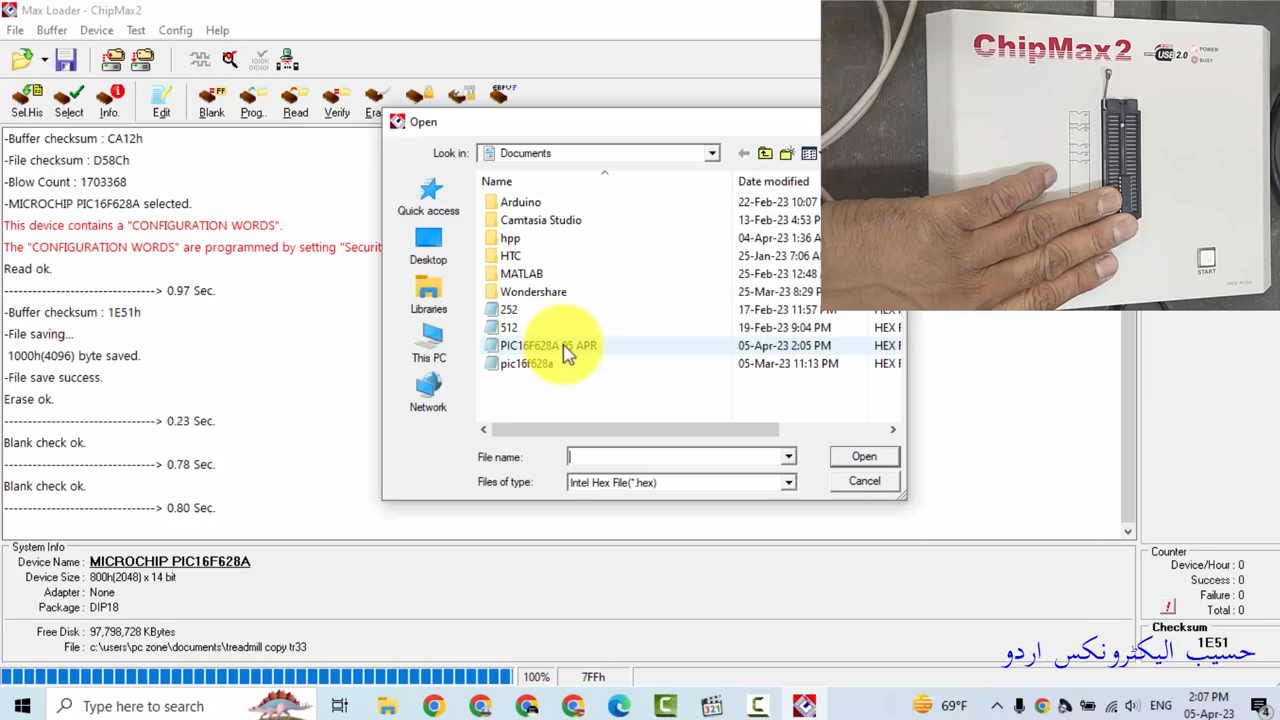 Max Loader - ChipMax2
File Buffer Device Test Config Help
Sel.His Select Info. Edit Blank Prog. Read Verify
-Buffer checksum : CA12h
-File checksum : D58Ch
-Blow Count : 1703368
-MICROCHIP PIC16F628A selected.
This device contains a "CONFIGURATION WORDS".
The "CONFIGURATION WORDS" are programmed by setting "Securit
Read ok.
----------------------------------------> 0.97 Sec.
-Buffer checksum : 1E51h
-File saving...
1000h(4096) byte saved.
-File save success.
Erase ok.
----------------------------------------> 0.23 Sec.
Blank check ok.
----------------------------------------> 0.78 Sec.
Blank check ok.
----------------------------------------> 0.80 Sec.
Open
Look in: Documents
Quick access
Desktop
Libraries
This PC
Network
Name Date modified
Arduino 22-Feb-23 10:07
Camtasia Studio 13-Feb-23 4:53 P
hpp 04-Apr-23 1:36 A
HTC 25-Jan-23 7:06 A
MATLAB 25-Feb-23 12:48
Wondershare 25-Mar-23 8:29 P
252 17-Feb-23 11:57 HEX F
512 19-Feb-23 9:04 PM HEX F
PIC16F628A 05 APR 05-Apr-23 2:05 PM HEX F
pic16f628a 05-Mar-23 11:13 PM HEX F
File name: Open
Files of type: Intel Hex File(*.hex) Cancel
ChipMax2 USB 2.0 POWER
BUSY
START
MADE IN USA
System Info
Device Name : MICROCHIP PIC16F628A
Device Size : 800h(2048) x 14 bit
Adapter : None
Package : DIP18
Free Disk : 97,798,728 KBytes
File : c:\users\pc zone\documents\treadmill copy tr33
Counter
Device/Hour : 0
Success : 0
Failure : 0
Total : 0
Checksum
1E51
حسیب الیکٹرونکس اردو
100% 7FFh
Type here to search
69°F
ENG
2:07 PM
05-Apr-23
4